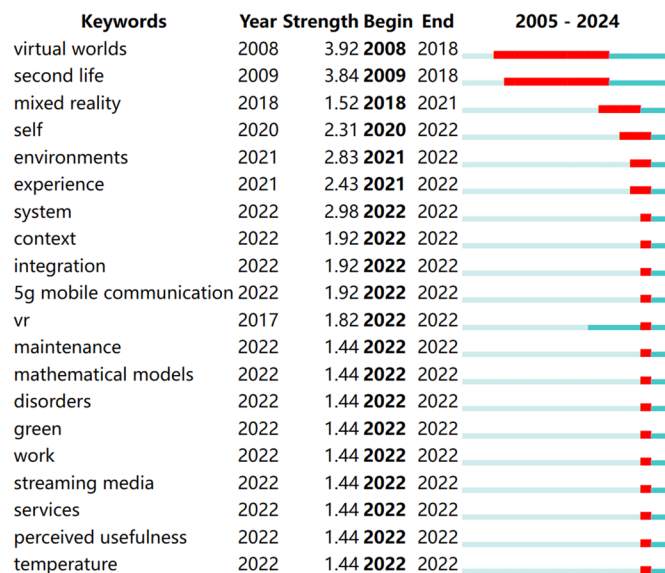 Keywords Year Strength Begin End 2005 - 2024
virtual worlds 2008 3.92 2008 2018
second life 2009 3.84 2009 2018
mixed reality 2018 1.52 2018 2021
self 2020 2.31 2020 2022
environments 2021 2.83 2021 2022
experience 2021 2.43 2021 2022
system 2022 2.98 2022 2022
context 2022 1.92 2022 2022
integration 2022 1.92 2022 2022
5g mobile communication 2022 1.92 2022 2022
vr 2017 1.82 2022 2022
maintenance 2022 1.44 2022 2022
mathematical models 2022 1.44 2022 2022
disorders 2022 1.44 2022 2022
green 2022 1.44 2022 2022
work 2022 1.44 2022 2022
streaming media 2022 1.44 2022 2022
services 2022 1.44 2022 2022
perceived usefulness 2022 1.44 2022 2022
temperature 2022 1.44 2022 2022